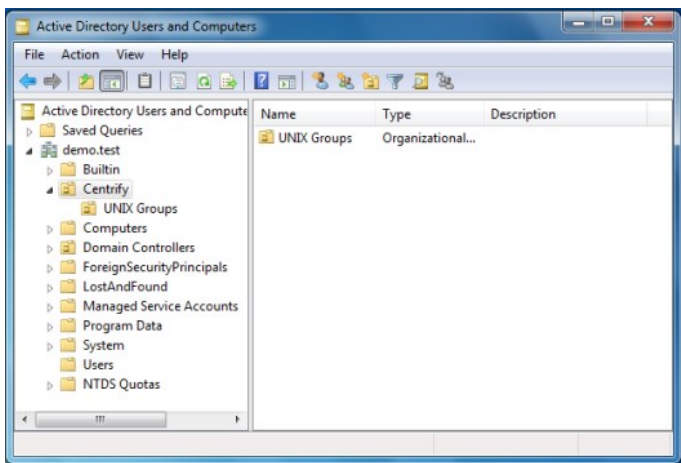 Active Directory Users and Computers
File Action View Help
Active Directory Users and Compute
Saved Queries
demo.test
Builtin
Centrify
UNIX Groups
Computers
Domain Controllers
ForeignSecurityPrincipals
LostAndFound
Managed Service Accounts
Program Data
System
Users
NTDS Quotas
Name Type Description
UNIX Groups Organizational...